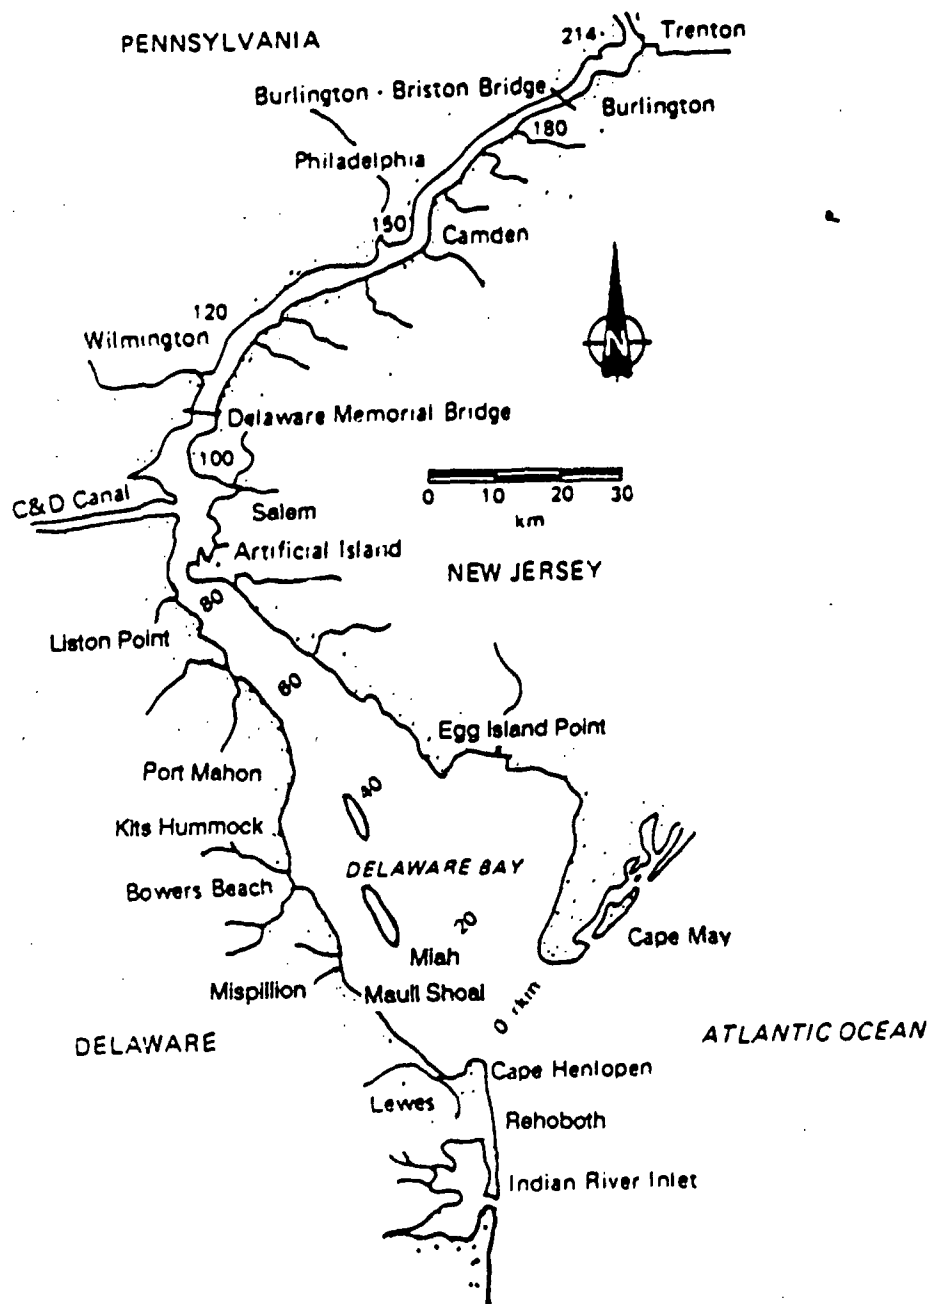 PENNSYLVANIA
214
Trenton
Burlington - Briston Bridge
Burlington
180
Philadelphia
150
Camden
120
Wilmington
N
Delaware Memorial Bridge
100
C&D Canal
0 10 20 30
km
Salem
Artificial Island
NEW JERSEY
80
Liston Point
60
Egg Island Point
Port Mahon
40
Kits Hummock
DELAWARE BAY
Bowers Beach
20
Cape May
Miah
Mispillion
Maull Shoal
0 rkm
DELAWARE
ATLANTIC OCEAN
Cape Henlopen
Lewes
Rehoboth
Indian River Inlet